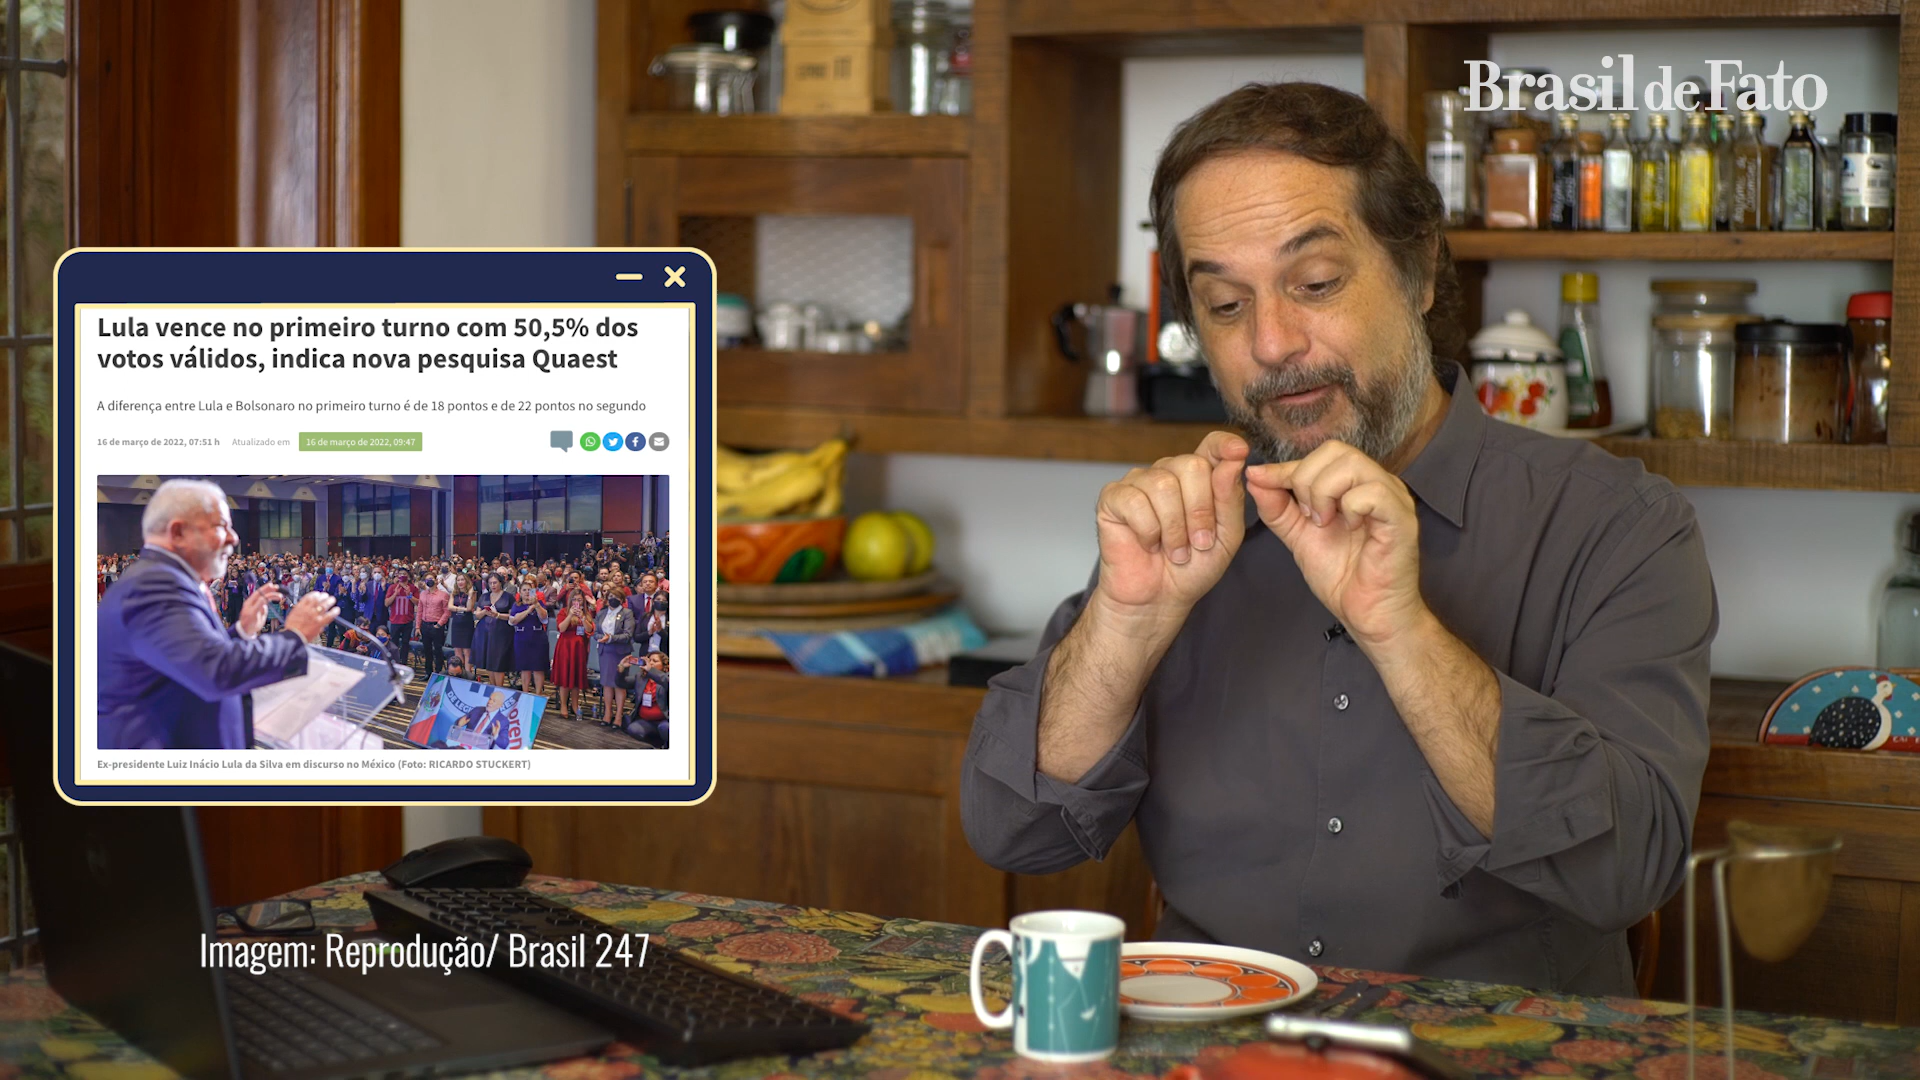 Brasil de Fato
Lula vence no primeiro turno com 50,5% dos
votos válidos, indica nova pesquisa Quaest
A diferença entre Lula e Bolsonaro no primeiro turno é de 18 pontos e de 22 pontos no segundo
16 de março de 2022, 07:51 h Atualizado em 16 de março de 2022, 09:47
Ex-presidente Luiz Inácio Lula da Silva em discurso no México (Foto: RICARDO STUCKERT)
Imagem: Reprodução/ Brasil 247